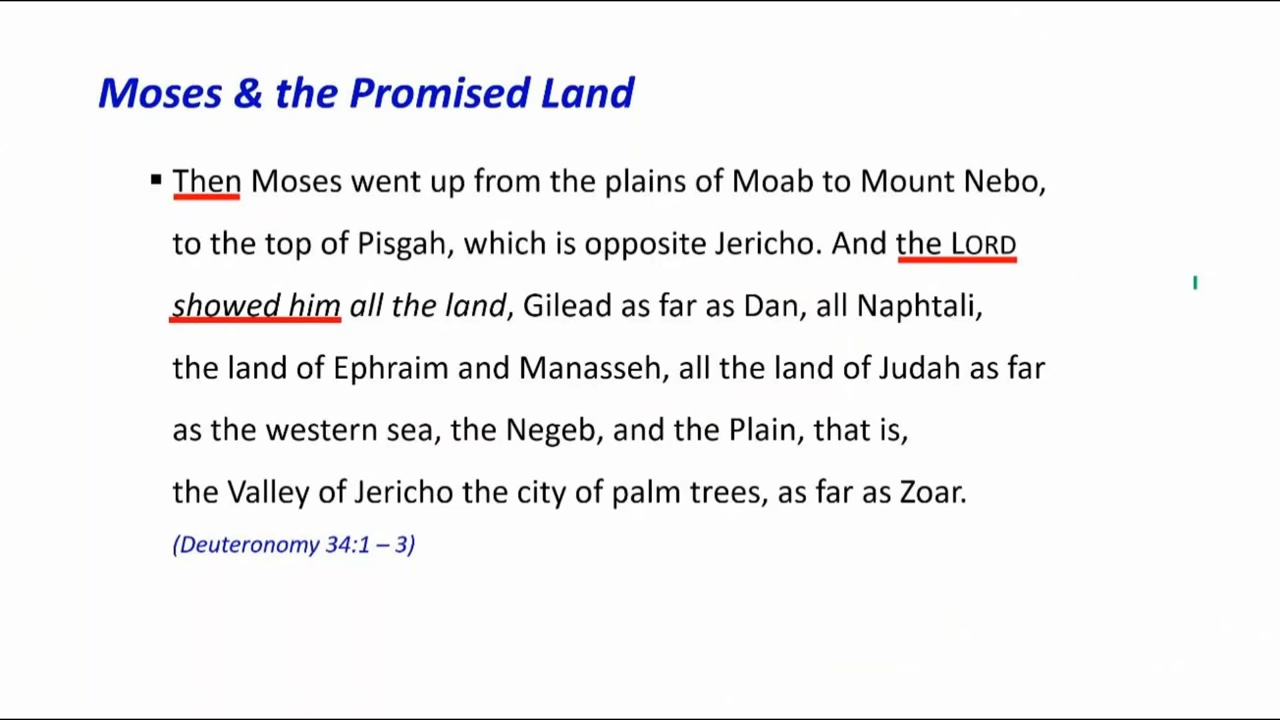 Moses & the Promised Land
▪ Then Moses went up from the plains of Moab to Mount Nebo,
to the top of Pisgah, which is opposite Jericho. And the LORD
showed him all the land, Gilead as far as Dan, all Naphtali,
the land of Ephraim and Manasseh, all the land of Judah as far
as the western sea, the Negeb, and the Plain, that is,
the Valley of Jericho the city of palm trees, as far as Zoar.
(Deuteronomy 34:1 – 3)